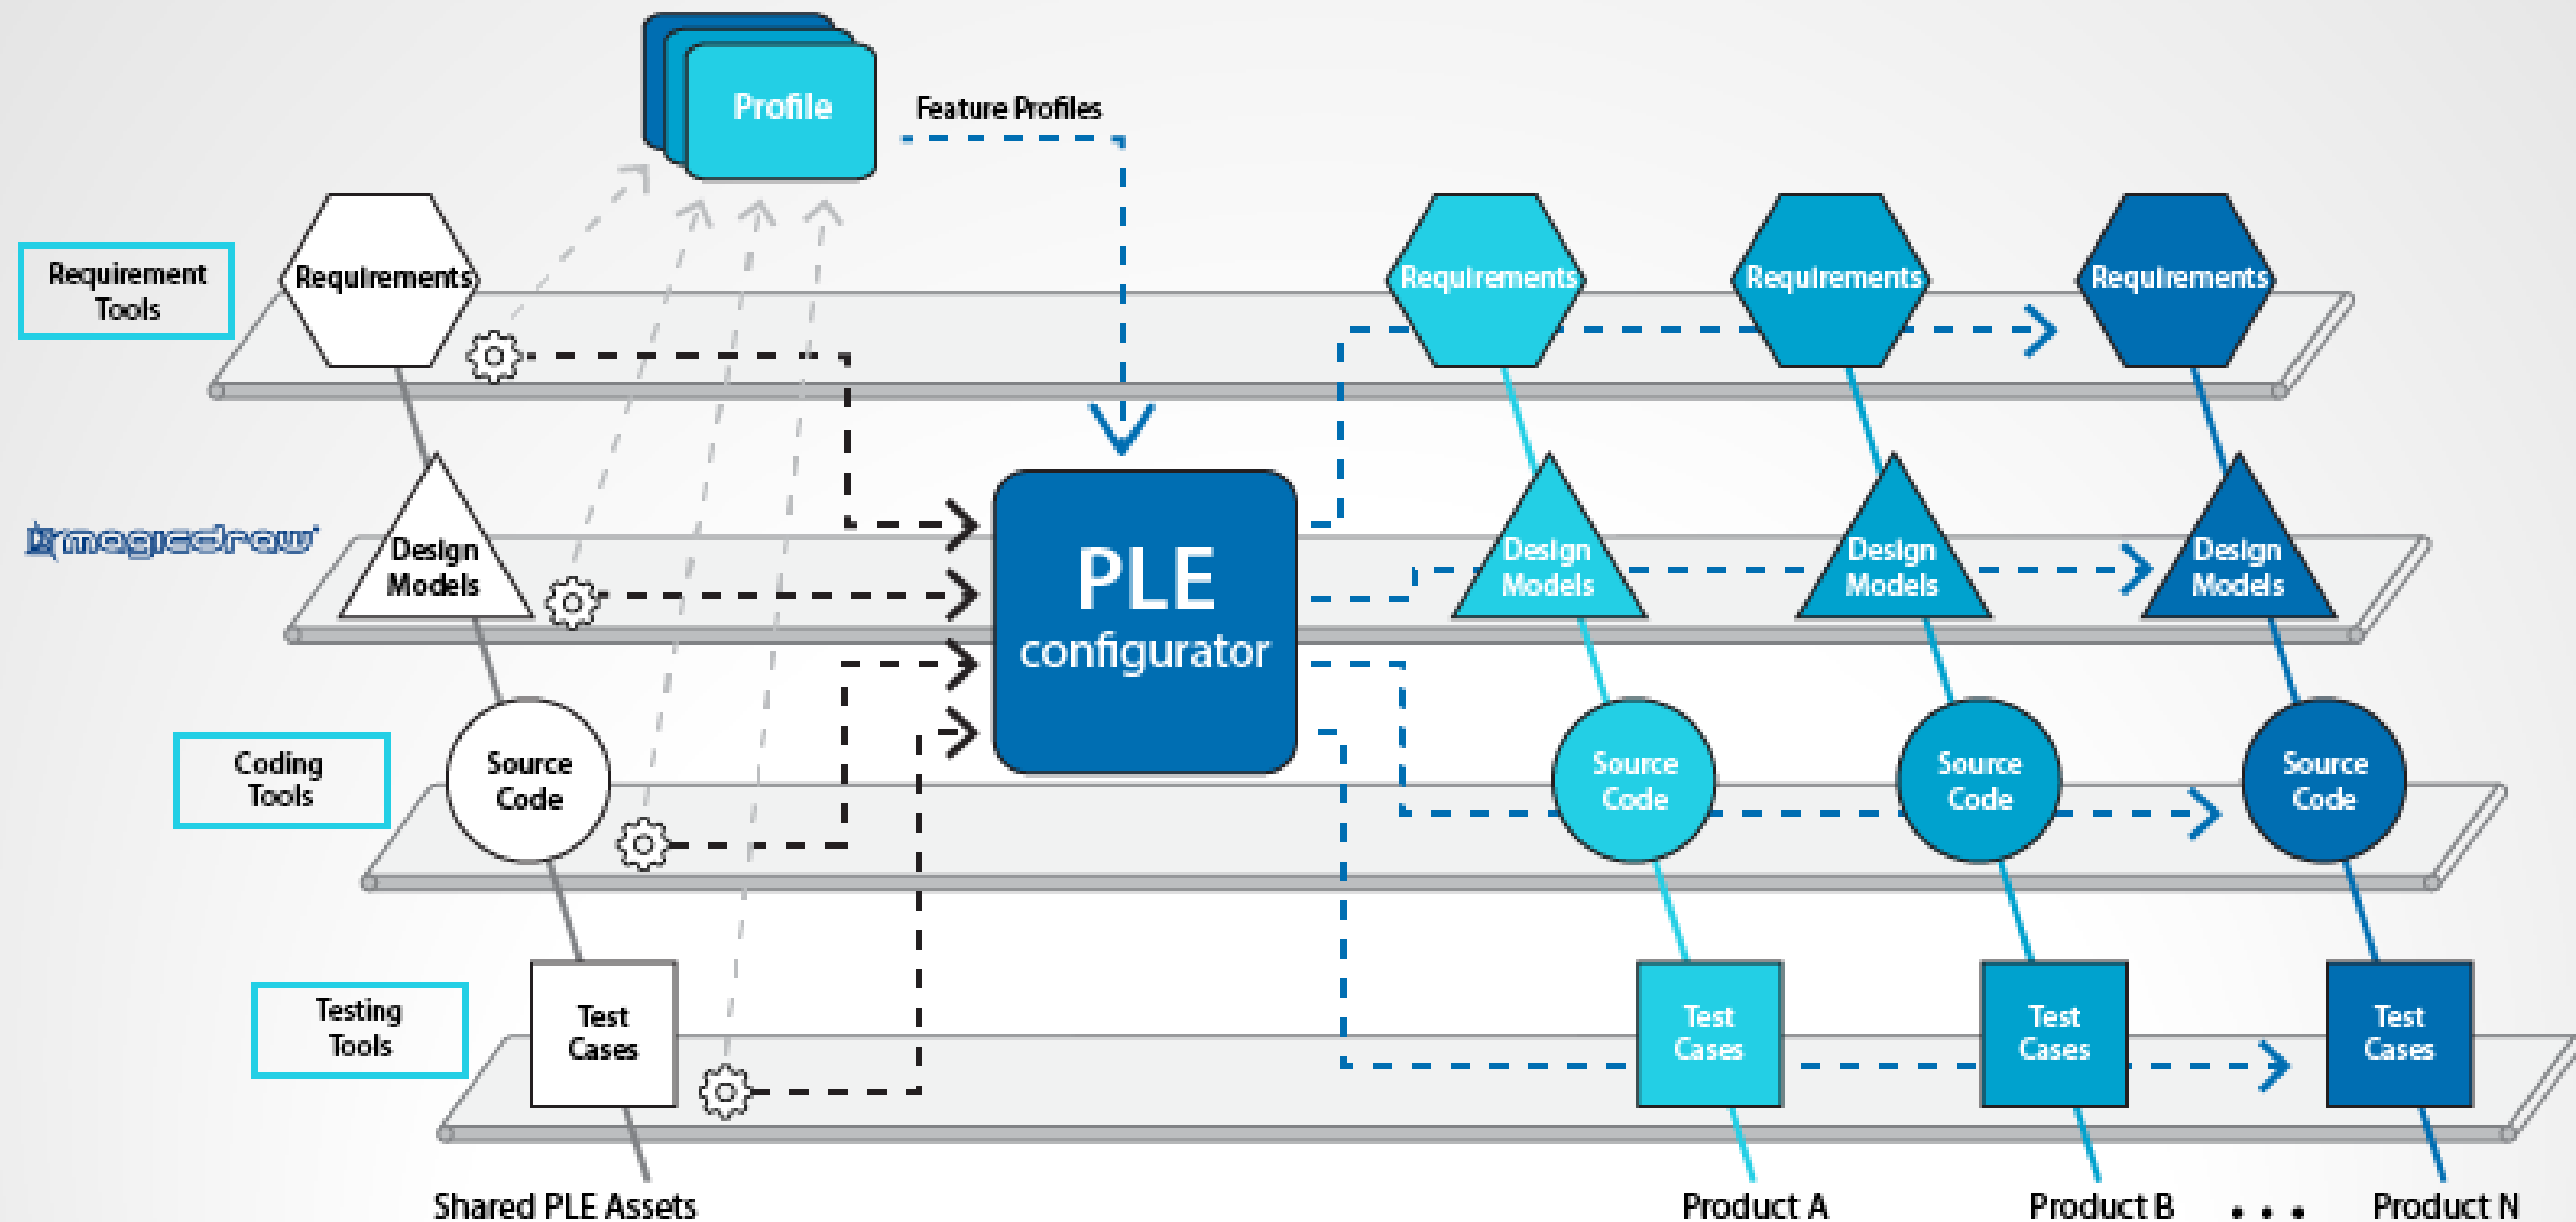 Profile
Feature Profiles
Requirement
Tools
Requirements
Requirements
Requirements
Requirements
magicdraw
Design
Models
PLE
configurator
Design
Models
Design
Models
Design
Models
Coding
Tools
Source
Code
Source
Code
Source
Code
Source
Code
Testing
Tools
Test
Cases
Test
Cases
Test
Cases
Test
Cases
Shared PLE Assets
Product A
Product B
• • •
Product N